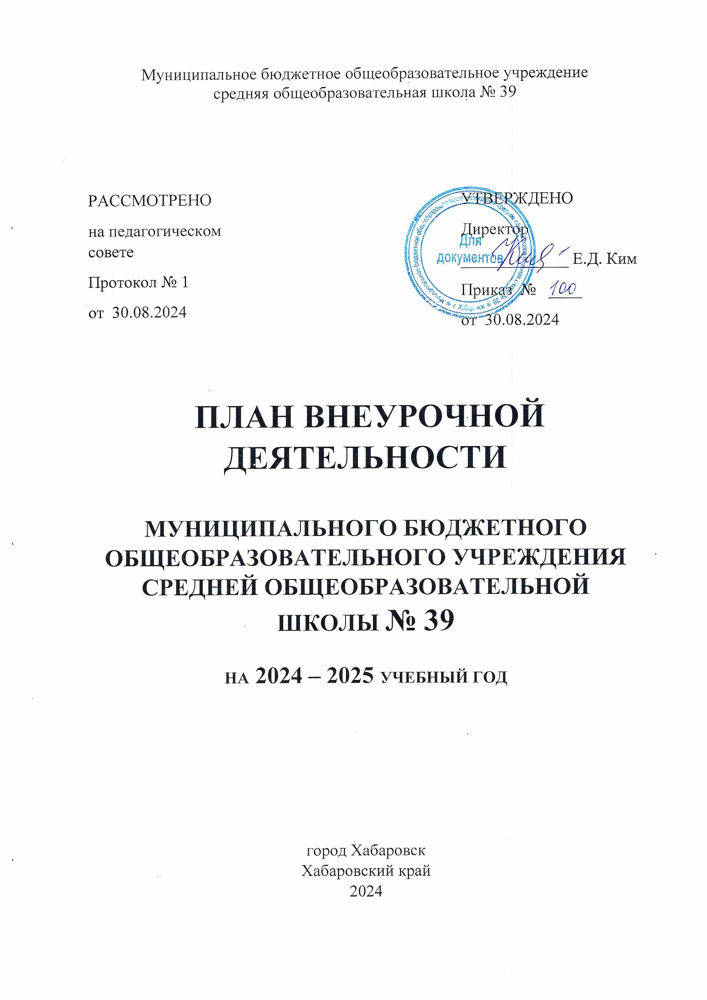 Муниципальное бюджетное общеобразовательное учреждение
средняя общеобразовательная школа № 39
РАССМОТРЕНО
на педагогическом
совете
Протокол № 1
от 30.08.2024
УТВЕРЖДЕНО
Директор
Е.Д. Ким
Приказ № 100
от 30.08.2024
Для
документов
Муниципальное бюджетное общеобразовательное учреждение средняя общеобразовательная школа № 39 * г. Хабаровск *
ПЛАН ВНЕУРОЧНОЙ
ДЕЯТЕЛЬНОСТИ
МУНИЦИПАЛЬНОГО БЮДЖЕТНОГО
ОБЩЕОБРАЗОВАТЕЛЬНОГО УЧРЕЖДЕНИЯ
СРЕДНЕЙ ОБЩЕОБРАЗОВАТЕЛЬНОЙ
ШКОЛЫ № 39
НА 2024 – 2025 УЧЕБНЫЙ ГОД
город Хабаровск
Хабаровский край
2024